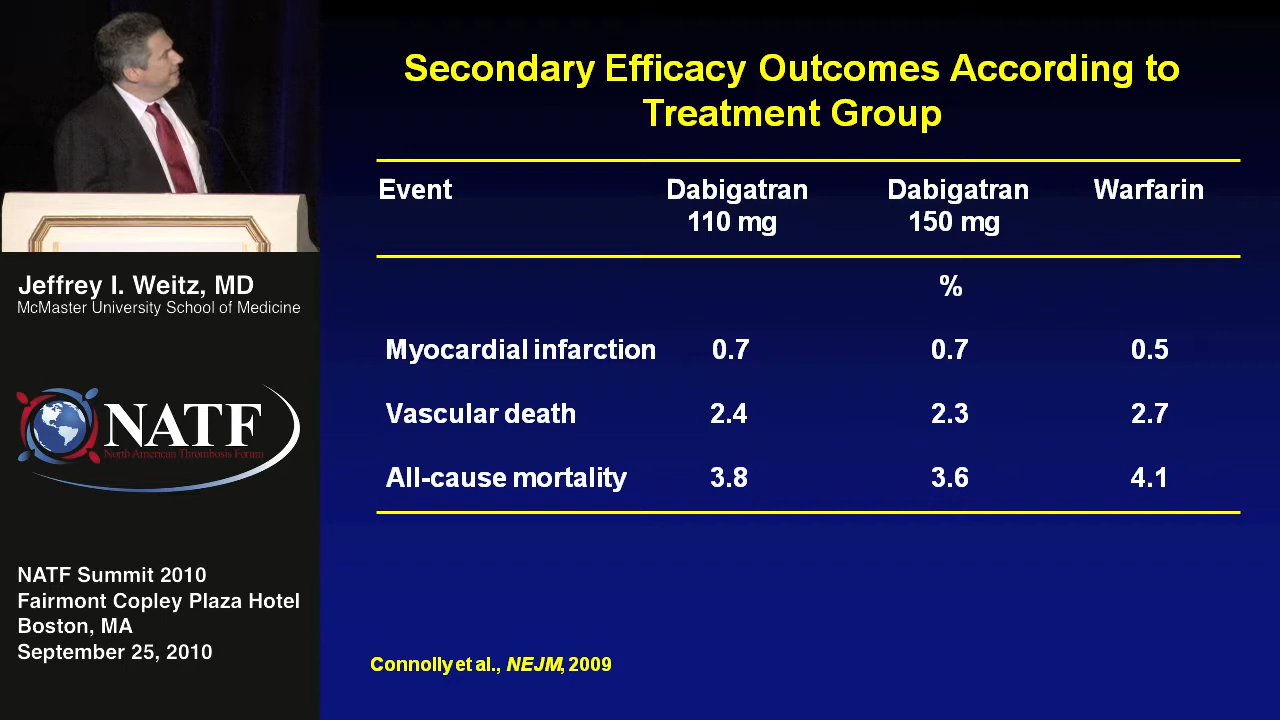 Secondary Efficacy Outcomes According to
Treatment Group
Event Dabigatran Dabigatran Warfarin
110 mg 150 mg
%
Myocardial infarction 0.7 0.7 0.5
Vascular death 2.4 2.3 2.7
All-cause mortality 3.8 3.6 4.1
Connolly et al., NEJM, 2009
Jeffrey I. Weitz, MD
McMaster University School of Medicine
NATF
North American Thrombosis Forum
NATF Summit 2010
Fairmont Copley Plaza Hotel
Boston, MA
September 25, 2010